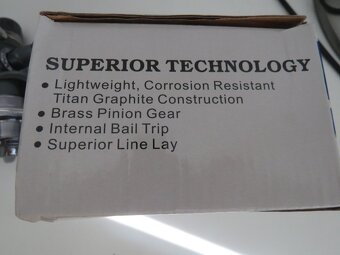 SUPERIOR TECHNOLOGY
● Lightweight, Corrosion Resistant
Titan Graphite Construction
● Brass Pinion Gear
● Internal Bail Trip
● Superior Line Lay